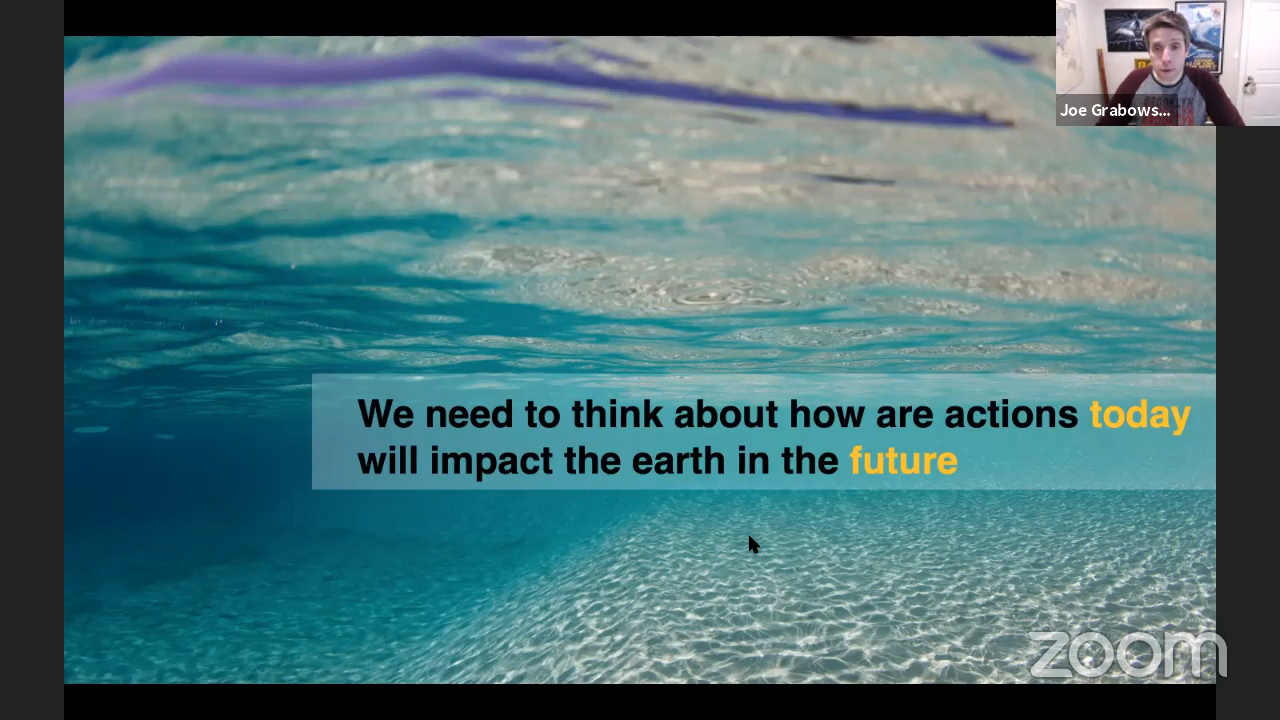 Joe Grabows...
BROOKLYN
We need to think about how are actions today
will impact the earth in the future
zoom